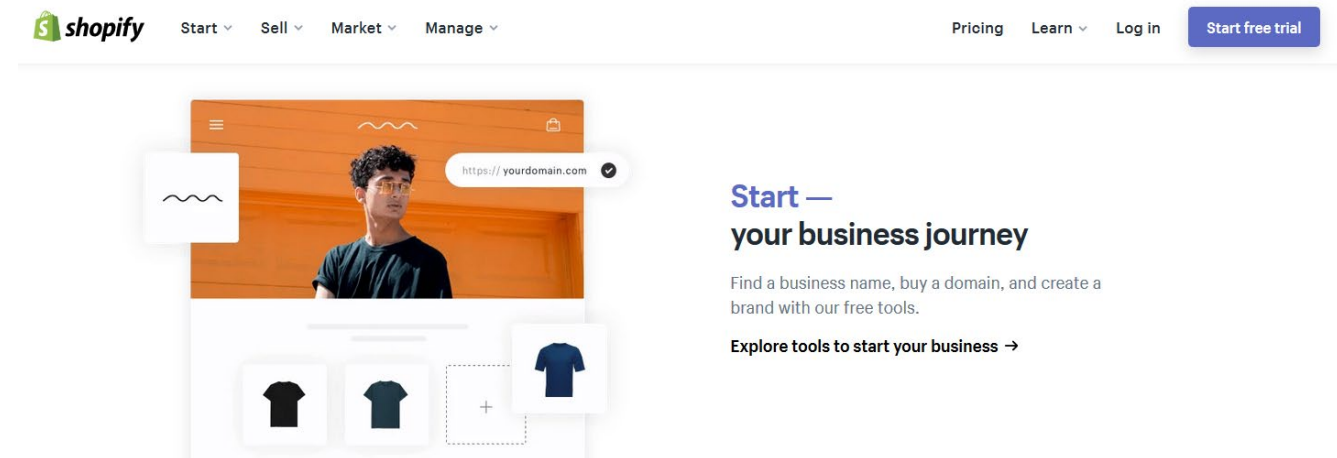 shopify
Start
Sell
Market
Manage
Pricing
Learn
Log in
Start free trial
https:// yourdomain.com
Start —
your business journey
Find a business name, buy a domain, and create a
brand with our free tools.
Explore tools to start your business →